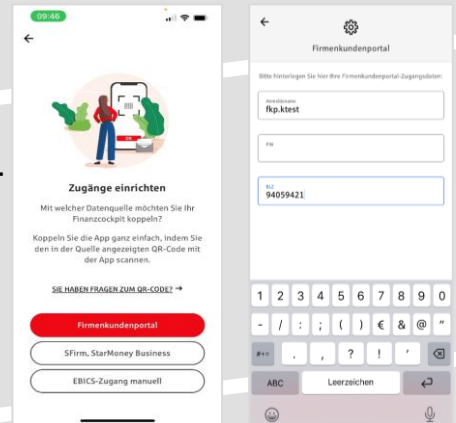 09:46
Zugänge einrichten
Mit welcher Datenquelle möchten Sie Ihr
Finanzcockpit koppeln?
Koppeln Sie die App ganz einfach, indem Sie
den in der Quelle angezeigten QR-Code mit
der App scannen.
SIE HABEN FRAGEN ZUM QR-CODE? →
Firmenkundenportal
SFirm, StarMoney Business
EBICS-Zugang manuell
Firmenkundenportal
Bitte hinterlegen Sie hier Ihre Firmenkundenportal-Zugangsdaten:
Anmeldename
fkp.ktest
PIN
BLZ
94059421
1 2 3 4 5 6 7 8 9 0
- / : ; ( ) € & @ "
#+= . , ? ! '
ABC Leerzeichen